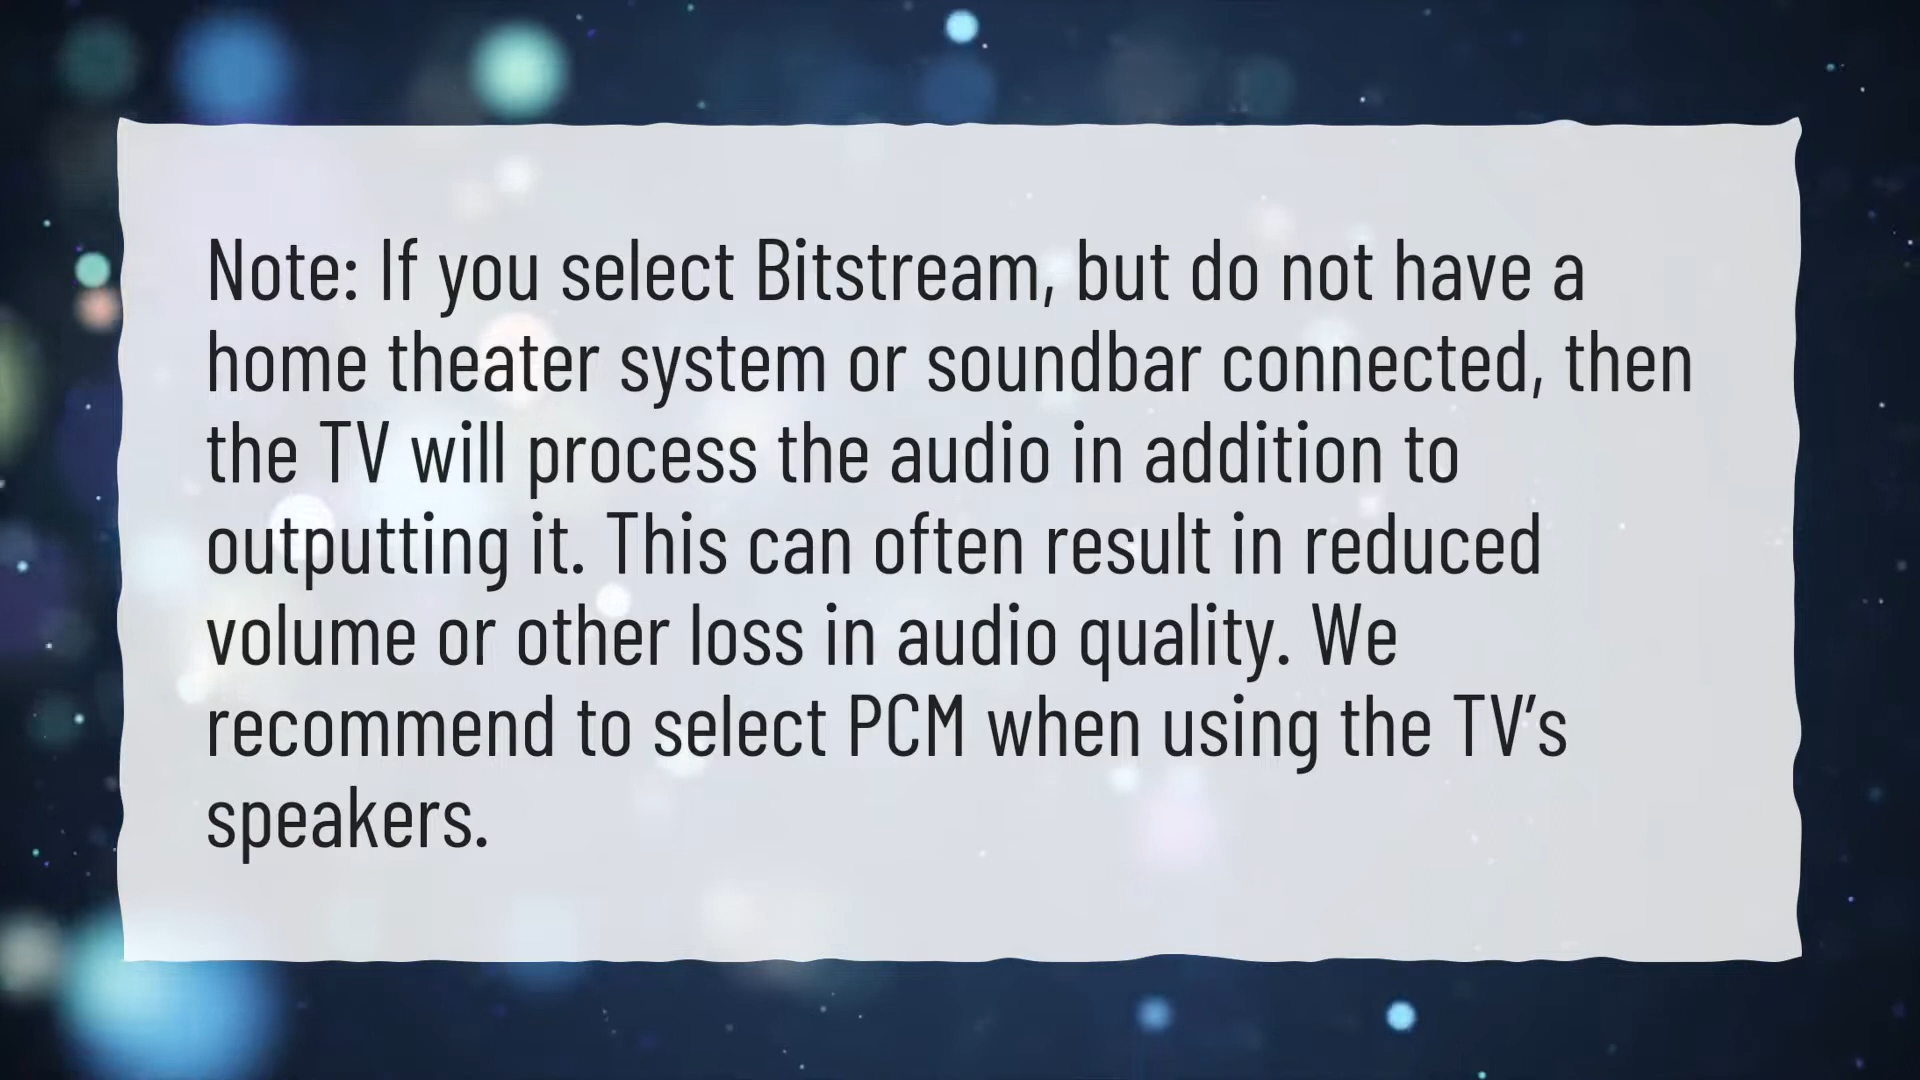 Note: If you select Bitstream, but do not have a
home theater system or soundbar connected, then
the TV will process the audio in addition to
outputting it. This can often result in reduced
volume or other loss in audio quality. We
recommend to select PCM when using the TV’s
speakers.